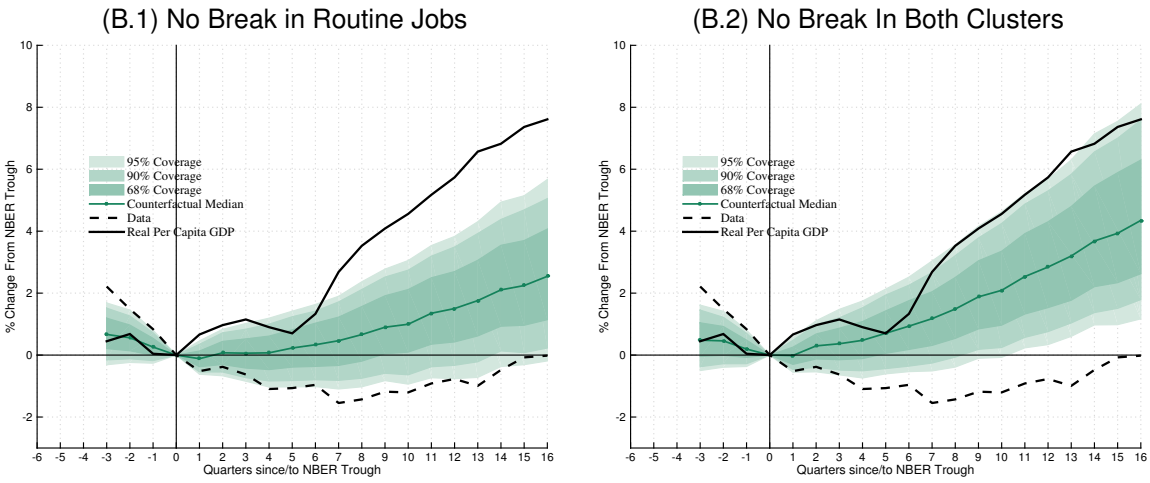 (B.1) No Break in Routine Jobs
10
8
6
4
2
0
-2
% Change From NBER Trough
95% Coverage
90% Coverage
68% Coverage
Counterfactual Median
Data
Real Per Capita GDP
-6 -5 -4 -3 -2 -1 0 1 2 3 4 5 6 7 8 9 10 11 12 13 14 15 16
Quarters since/to NBER Trough
(B.2) No Break In Both Clusters
10
8
6
4
2
0
-2
% Change From NBER Trough
95% Coverage
90% Coverage
68% Coverage
Counterfactual Median
Data
Real Per Capita GDP
-6 -5 -4 -3 -2 -1 0 1 2 3 4 5 6 7 8 9 10 11 12 13 14 15 16
Quarters since/to NBER Trough